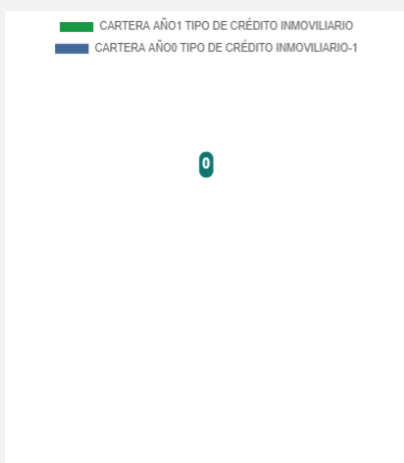 CARTERA AÑO1 TIPO DE CRÉDITO INMOVILIARIO
CARTERA AÑO0 TIPO DE CRÉDITO INMOVILIARIO-1
0